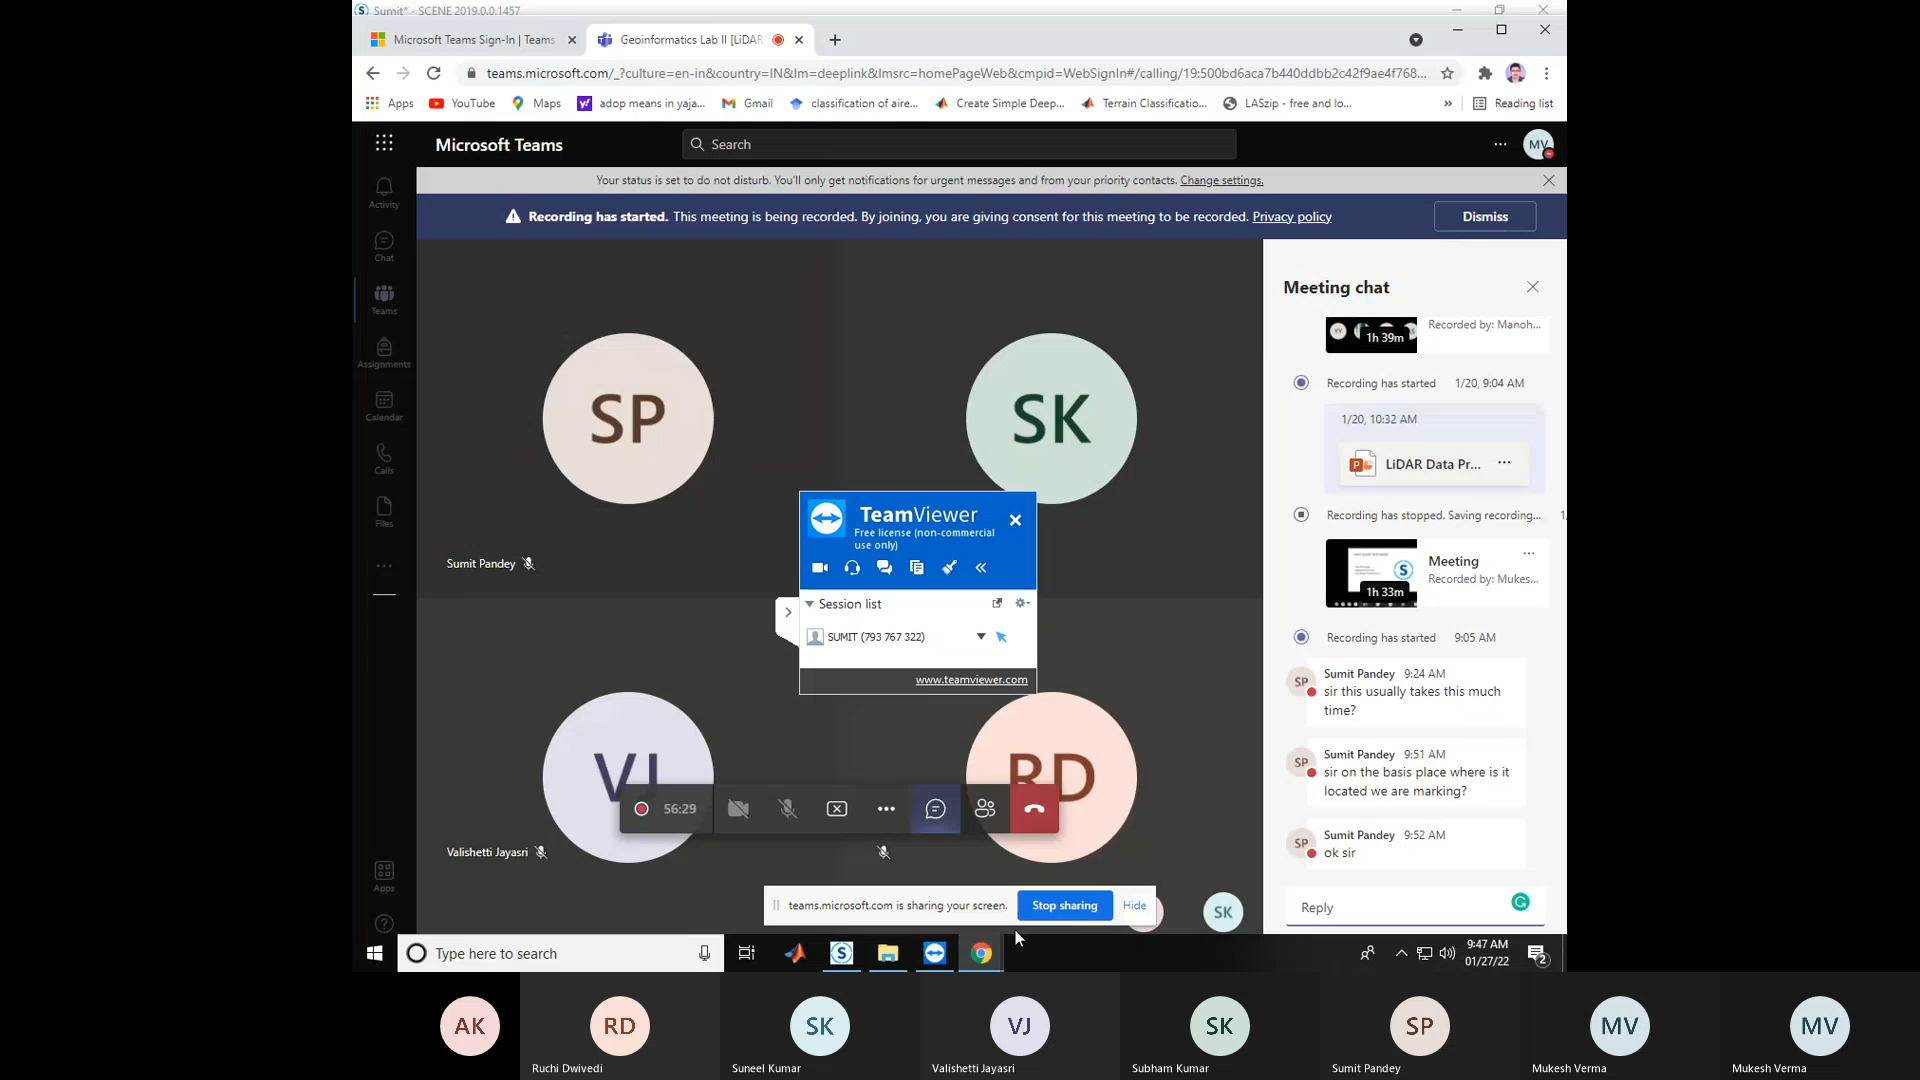 Sumit* - SCENE 2019.0.0.1457
Microsoft Teams Sign-In | Teams
Geoinformatics Lab II [LiDAR
teams.microsoft.com/_?culture=en-in&country=IN&lm=deeplink&lmsrc=homePageWeb&cmpid=WebSignIn#/calling/19:500bd6aca7b440ddbb2c42f9ae4f768...
Apps
YouTube
Maps
adop means in yaja...
Gmail
classification of aire...
Create Simple Deep...
Terrain Classificatio...
LASzip - free and lo...
»
Reading list
Microsoft Teams
Search
MV
Your status is set to do not disturb. You'll only get notifications for urgent messages and from your priority contacts. Change settings.
Recording has started. This meeting is being recorded. By joining, you are giving consent for this meeting to be recorded. Privacy policy
Dismiss
Activity
Chat
Teams
Assignments
Calendar
Calls
Files
Apps
SP
Sumit Pandey
SK
VJ
Valishetti Jayasri
RD
TeamViewer
Free license (non-commercial
use only)
Session list
SUMIT (793 767 322)
www.teamviewer.com
56:29
teams.microsoft.com is sharing your screen.
Stop sharing
Hide
SK
Meeting chat
1h 39m
Recorded by: Manoh...
Recording has started 1/20, 9:04 AM
1/20, 10:32 AM
LiDAR Data Pr...
Recording has stopped. Saving recording...
Meeting
Recorded by: Mukes...
1h 33m
Recording has started 9:05 AM
SP
Sumit Pandey 9:24 AM
sir this usually takes this much
time?
SP
Sumit Pandey 9:51 AM
sir on the basis place where is it
located we are marking?
SP
Sumit Pandey 9:52 AM
ok sir
Reply
Type here to search
9:47 AM
01/27/22
2
AK
RD
Ruchi Dwivedi
SK
Suneel Kumar
VJ
Valishetti Jayasri
SK
Subham Kumar
SP
Sumit Pandey
MV
Mukesh Verma
MV
Mukesh Verma